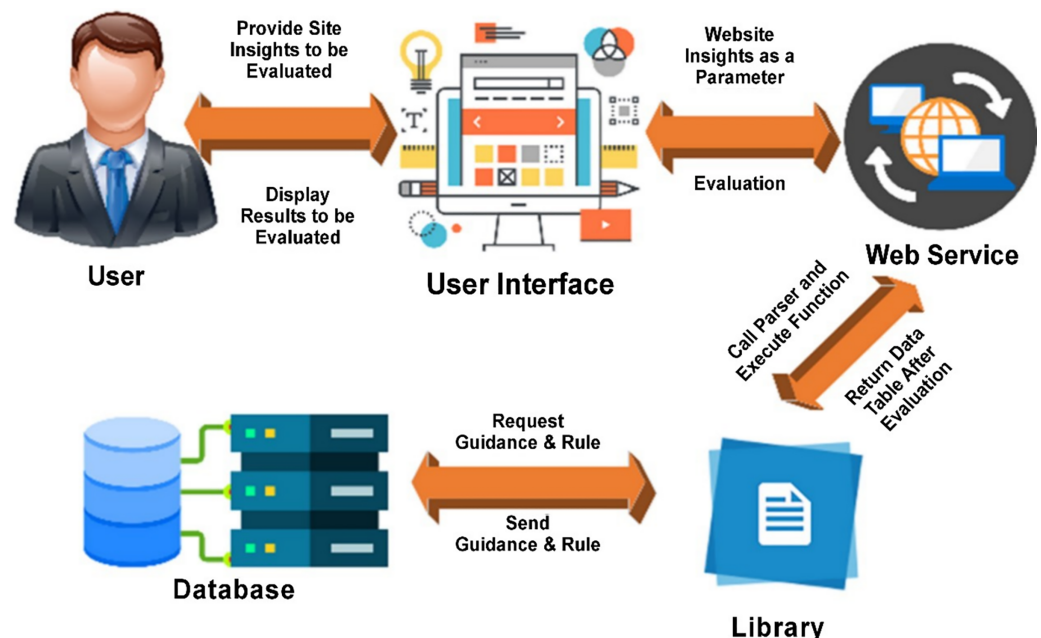 Provide Site
Insights to be
Evaluated
Website
Insights as a
Parameter
T
Display
Results to be
Evaluated
Evaluation
User
User Interface
Web Service
Call Parser and
Execute Function
Return Data
Table After
Evaluation
Request
Guidance & Rule
Send
Guidance & Rule
Database
Library